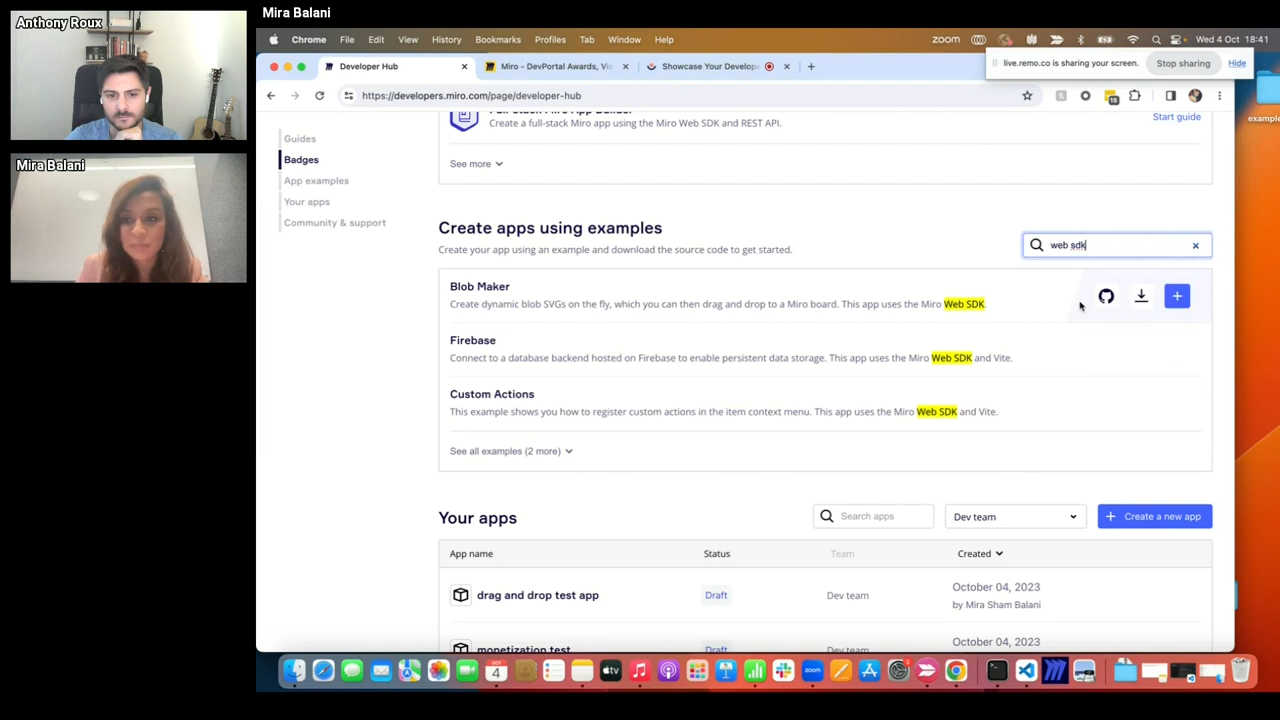 Mira Balani
Anthony Roux
Mira Balani
Chrome File Edit View History Bookmarks Profiles Tab Window Help
zoom
Wed 4 Oct 18:41
live.remo.co is sharing your screen.
Stop sharing
Hide
Developer Hub
Miro - DevPortal Awards, Vis
Showcase Your Develope
https://developers.miro.com/page/developer-hub
example
Guides
Badges
App examples
Your apps
Community & support
Create a full-stack Miro app using the Miro Web SDK and REST API.
Start guide
See more
Create apps using examples
Create your app using an example and download the source code to get started.
web sdk
Blob Maker
Create dynamic blob SVGs on the fly, which you can then drag and drop to a Miro board. This app uses the Miro Web SDK.
Firebase
Connect to a database backend hosted on Firebase to enable persistent data storage. This app uses the Miro Web SDK and Vite.
Custom Actions
This example shows you how to register custom actions in the item context menu. This app uses the Miro Web SDK and Vite.
See all examples (2 more)
Your apps
Search apps
Dev team
Create a new app
App name Status Team Created
drag and drop test app Draft Dev team October 04, 2023
by Mira Sham Balani
monetization test Draft Dev team October 04, 2023